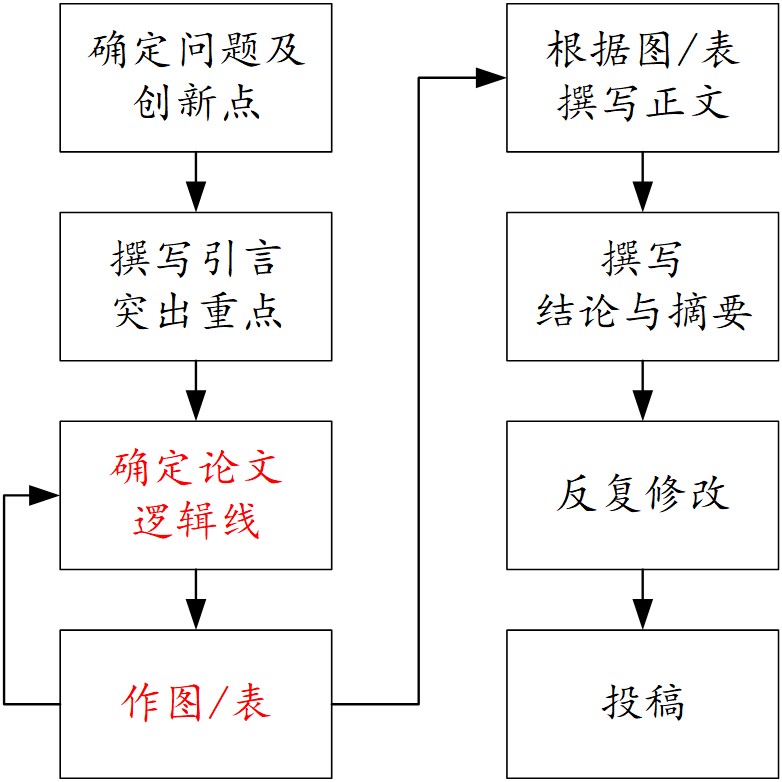 确定问题及
创新点
撰写引言
突出重点
确定论文
逻辑线
作图/表
根据图/表
撰写正文
撰写
结论与摘要
反复修改
投稿